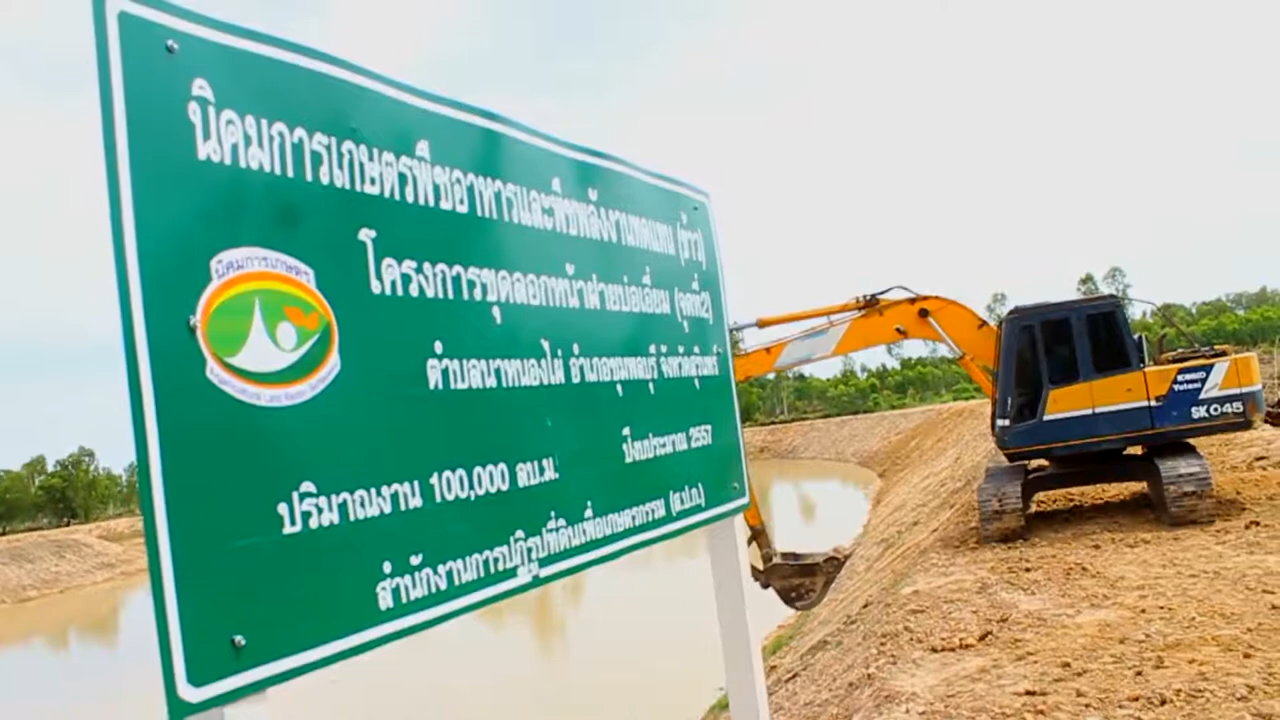 นิคมการเกษตรพืชอาหารและพืชพลังงานทดแทน (ข้าว)
โครงการขุดลอกหน้าฝายบ่อเอี่ยม (จุดที่2)
นิคมการเกษตร
ตำบลนาหนองไผ่ อำเภอชุมพลบุรี จังหวัดสุรินทร์
ปริมาณงาน 100,000 ลบ.ม. ปีงบประมาณ 2557
สำนักงานการปฏิรูปที่ดินเพื่อเกษตรกรรม (ส.ป.ก.)
KOBELCO
Yutani
SK 045